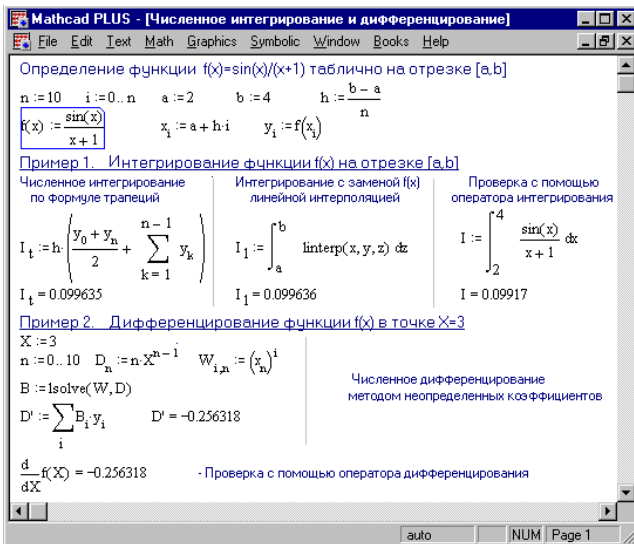 Mathcad PLUS - [Численное интегрирование и дифференцирование]
File Edit Text Math Graphics Symbolic Window Books Help
Определение функции f(x)=sin(x)/(x+1) таблично на отрезке [a,b]
n := 10 i := 0.. n a := 2 b := 4 h := (b - a)/n
f(x) := sin(x)/(x + 1) x_i := a + h·i y_i := f(x_i)
Пример 1. Интегрирование функции f(x) на отрезке [a,b]
Численное интегрирование
по формуле трапеций
I_t := h·((y_0 + y_n)/2 + ∑_{k = 1}^{n - 1} y_k)
I_t = 0.099635
Интегрирование с заменой f(x)
линейной интерполяцией
I_1 := ∫_a^b linterp(x, y, z) dz
I_1 = 0.099636
Проверка с помощью
оператора интегрирования
I := ∫_2^4 sin(x)/(x + 1) dx
I = 0.09917
Пример 2. Дифференцирование функции f(x) в точке X=3
X := 3
n := 0.. 10 D_n := n·X^{n - 1} W_{i,n} := (x_n)^i
B := lsolve(W, D)
D' := ∑_i B_i·y_i D' = -0.256318
Численное дифференцирование
методом неопределенных коэффициентов
d/dX f(X) = -0.256318 - Проверка с помощью оператора дифференцирования
auto NUM Page 1